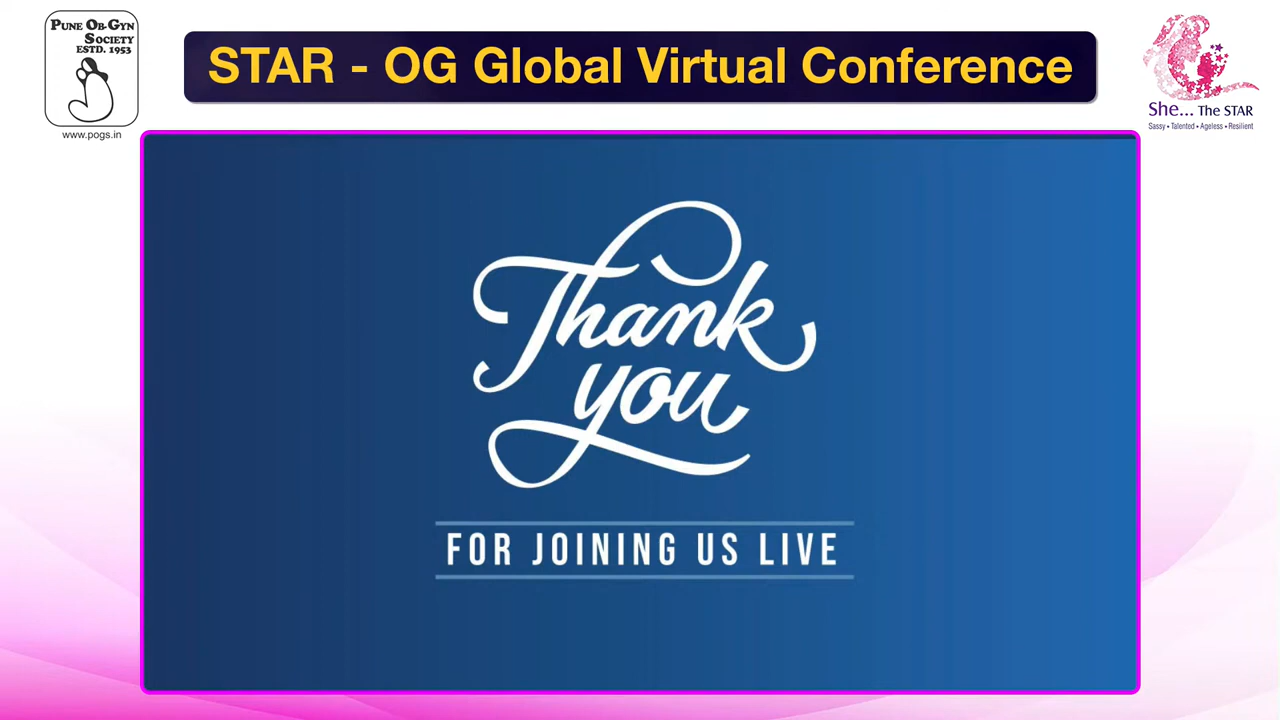 PUNE OB-GYN
SOCIETY
ESTD. 1953
www.pogs.in
STAR - OG Global Virtual Conference
She... THE STAR
Sassy • Talented • Ageless • Resilient
Thank
you
FOR JOINING US LIVE